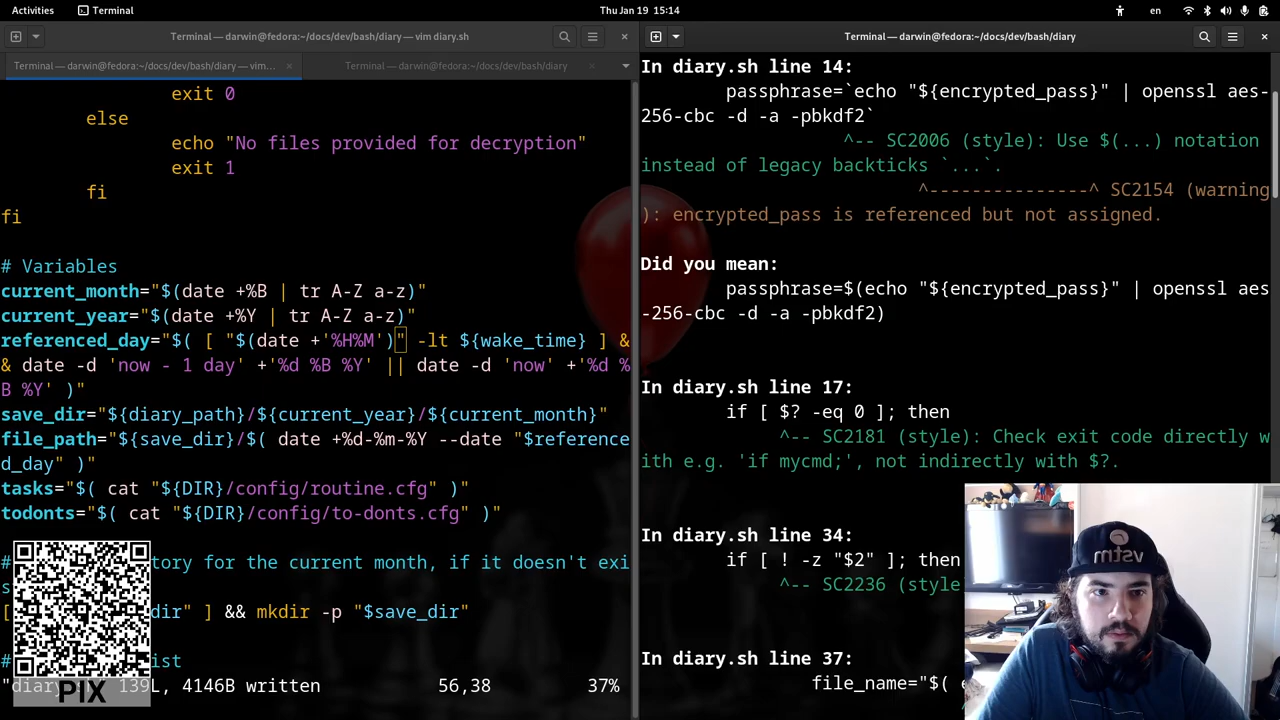 Activities
Terminal
Thu Jan 19 15:14
en
Terminal — darwin@fedora:~/docs/dev/bash/diary — vim diary.sh
Terminal — darwin@fedora:~/docs/dev/bash/diary — vim…
Terminal — darwin@fedora:~/docs/dev/bash/diary
exit 0
else
echo "No files provided for decryption"
exit 1
fi
fi
# Variables
current_month="$(date +%B | tr A-Z a-z)"
current_year="$(date +%Y | tr A-Z a-z)"
referenced_day="$( [ "$(date +'%H%M')" -lt ${wake_time} ] &
& date -d 'now - 1 day' +'%d %B %Y' || date -d 'now' +'%d %
B %Y' )"
save_dir="${diary_path}/${current_year}/${current_month}"
file_path="${save_dir}/$( date +%d-%m-%Y --date "$reference
d_day" )"
tasks="$( cat "${DIR}/config/routine.cfg" )"
todonts="$( cat "${DIR}/config/to-donts.cfg" )"
# tory for the current month, if it doesn't exi
s
[ dir" ] && mkdir -p "$save_dir"
# ist
"diary 139L, 4146B written 56,38 37%
PIX
Terminal — darwin@fedora:~/docs/dev/bash/diary
In diary.sh line 14:
passphrase=`echo "${encrypted_pass}" | openssl aes-
256-cbc -d -a -pbkdf2`
^-- SC2006 (style): Use $(...) notation
instead of legacy backticks `...`.
^---------------^ SC2154 (warning
): encrypted_pass is referenced but not assigned.
Did you mean:
passphrase=$(echo "${encrypted_pass}" | openssl aes
-256-cbc -d -a -pbkdf2)
In diary.sh line 17:
if [ $? -eq 0 ]; then
^-- SC2181 (style): Check exit code directly w
ith e.g. 'if mycmd;', not indirectly with $?.
In diary.sh line 34:
if [ ! -z "$2" ]; then
^-- SC2236 (style
In diary.sh line 37:
file_name="$(